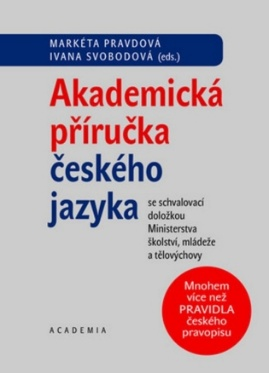 MARKÉTA PRAVDOVÁ
IVANA SVOBODOVÁ (eds.)
Akademická
příručka
českého
jazyka
se schvalovací
doložkou
Ministerstva
školství, mládeže
a tělovýchovy
Mnohem
více než
PRAVIDLA
českého
pravopisu
ACADEMIA